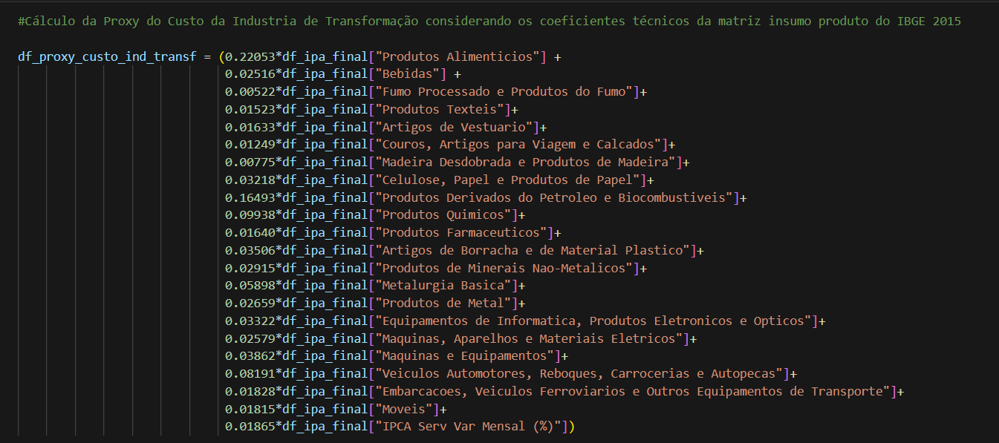 #Cálculo da Proxy do Custo da Industria de Transformação considerando os coeficientes técnicos da matriz insumo produto do IBGE 2015
df_proxy_custo_ind_transf = (0.22053*df_ipa_final["Produtos Alimenticios"] +
0.02516*df_ipa_final["Bebidas"] +
0.00522*df_ipa_final["Fumo Processado e Produtos do Fumo"]+
0.01523*df_ipa_final["Produtos Texteis"]+
0.01633*df_ipa_final["Artigos de Vestuario"]+
0.01249*df_ipa_final["Couros, Artigos para Viagem e Calcados"]+
0.00775*df_ipa_final["Madeira Desdobrada e Produtos de Madeira"]+
0.03218*df_ipa_final["Celulose, Papel e Produtos de Papel"]+
0.16493*df_ipa_final["Produtos Derivados do Petroleo e Biocombustiveis"]+
0.09938*df_ipa_final["Produtos Quimicos"]+
0.01640*df_ipa_final["Produtos Farmaceuticos"]+
0.03506*df_ipa_final["Artigos de Borracha e de Material Plastico"]+
0.02915*df_ipa_final["Produtos de Minerais Nao-Metalicos"]+
0.05898*df_ipa_final["Metalurgia Basica"]+
0.02659*df_ipa_final["Produtos de Metal"]+
0.03322*df_ipa_final["Equipamentos de Informatica, Produtos Eletronicos e Opticos"]+
0.02579*df_ipa_final["Maquinas, Aparelhos e Materiais Eletricos"]+
0.03862*df_ipa_final["Maquinas e Equipamentos"]+
0.08191*df_ipa_final["Veiculos Automotores, Reboques, Carrocerias e Autopecas"]+
0.01828*df_ipa_final["Embarcacoes, Veiculos Ferroviarios e Outros Equipamentos de Transporte"]+
0.01815*df_ipa_final["Moveis"]+
0.01865*df_ipa_final["IPCA Serv Var Mensal (%)"])